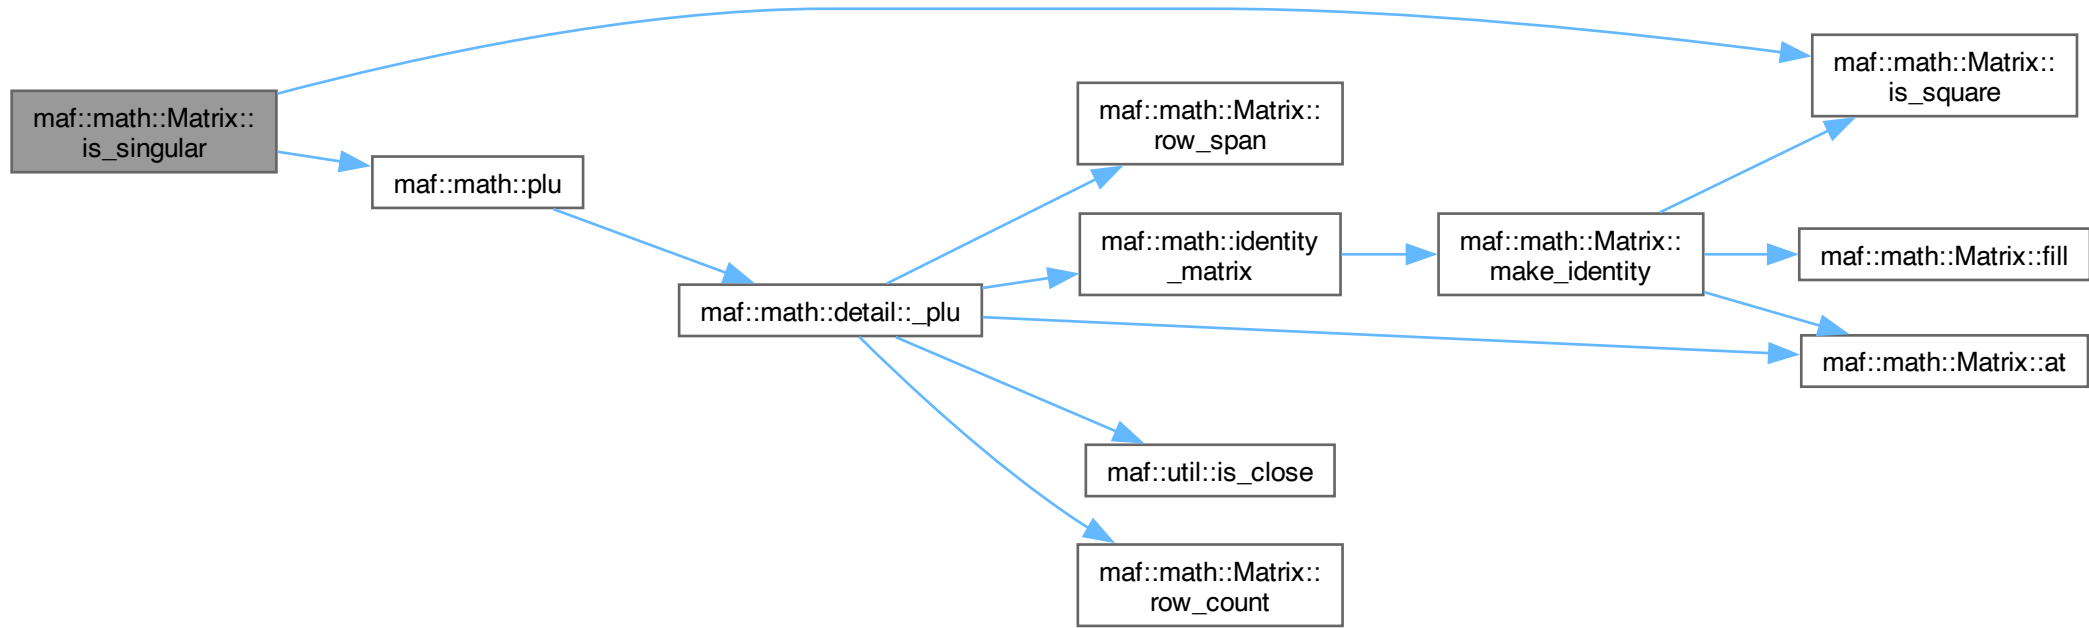 maf::math::Matrix::
is_singular
maf::math::plu
maf::math::detail::_plu
maf::math::Matrix::
row_span
maf::math::identity
_matrix
maf::util::is_close
maf::math::Matrix::
row_count
maf::math::Matrix::
make_identity
maf::math::Matrix::
is_square
maf::math::Matrix::fill
maf::math::Matrix::at